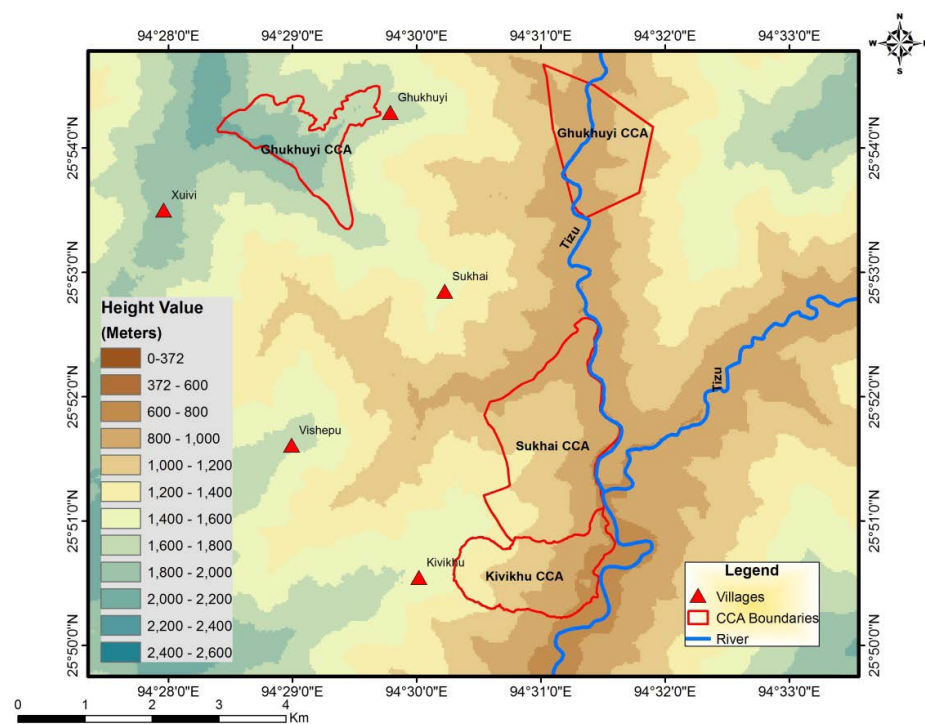 94°28'0"E 94°29'0"E 94°30'0"E 94°31'0"E 94°32'0"E 94°33'0"E
N
W E
S
25°54'0"N
25°53'0"N
25°52'0"N
25°51'0"N
25°50'0"N
Ghukhuyi
Ghukhuyi CCA
Ghukhuyi CCA
Xuivi
Tizu
Sukhai
Tizu
Vishepu
Sukhai CCA
Kivikhu
Kivikhu CCA
Height Value
(Meters)
0-372
372 - 600
600 - 800
800 - 1,000
1,000 - 1,200
1,200 - 1,400
1,400 - 1,600
1,600 - 1,800
1,800 - 2,000
2,000 - 2,200
2,200 - 2,400
2,400 - 2,600
Legend
Villages
CCA Boundaries
River
25°54'0"N
25°53'0"N
25°52'0"N
25°51'0"N
25°50'0"N
94°28'0"E 94°29'0"E 94°30'0"E 94°31'0"E 94°32'0"E 94°33'0"E
0 1 2 3 4
Km